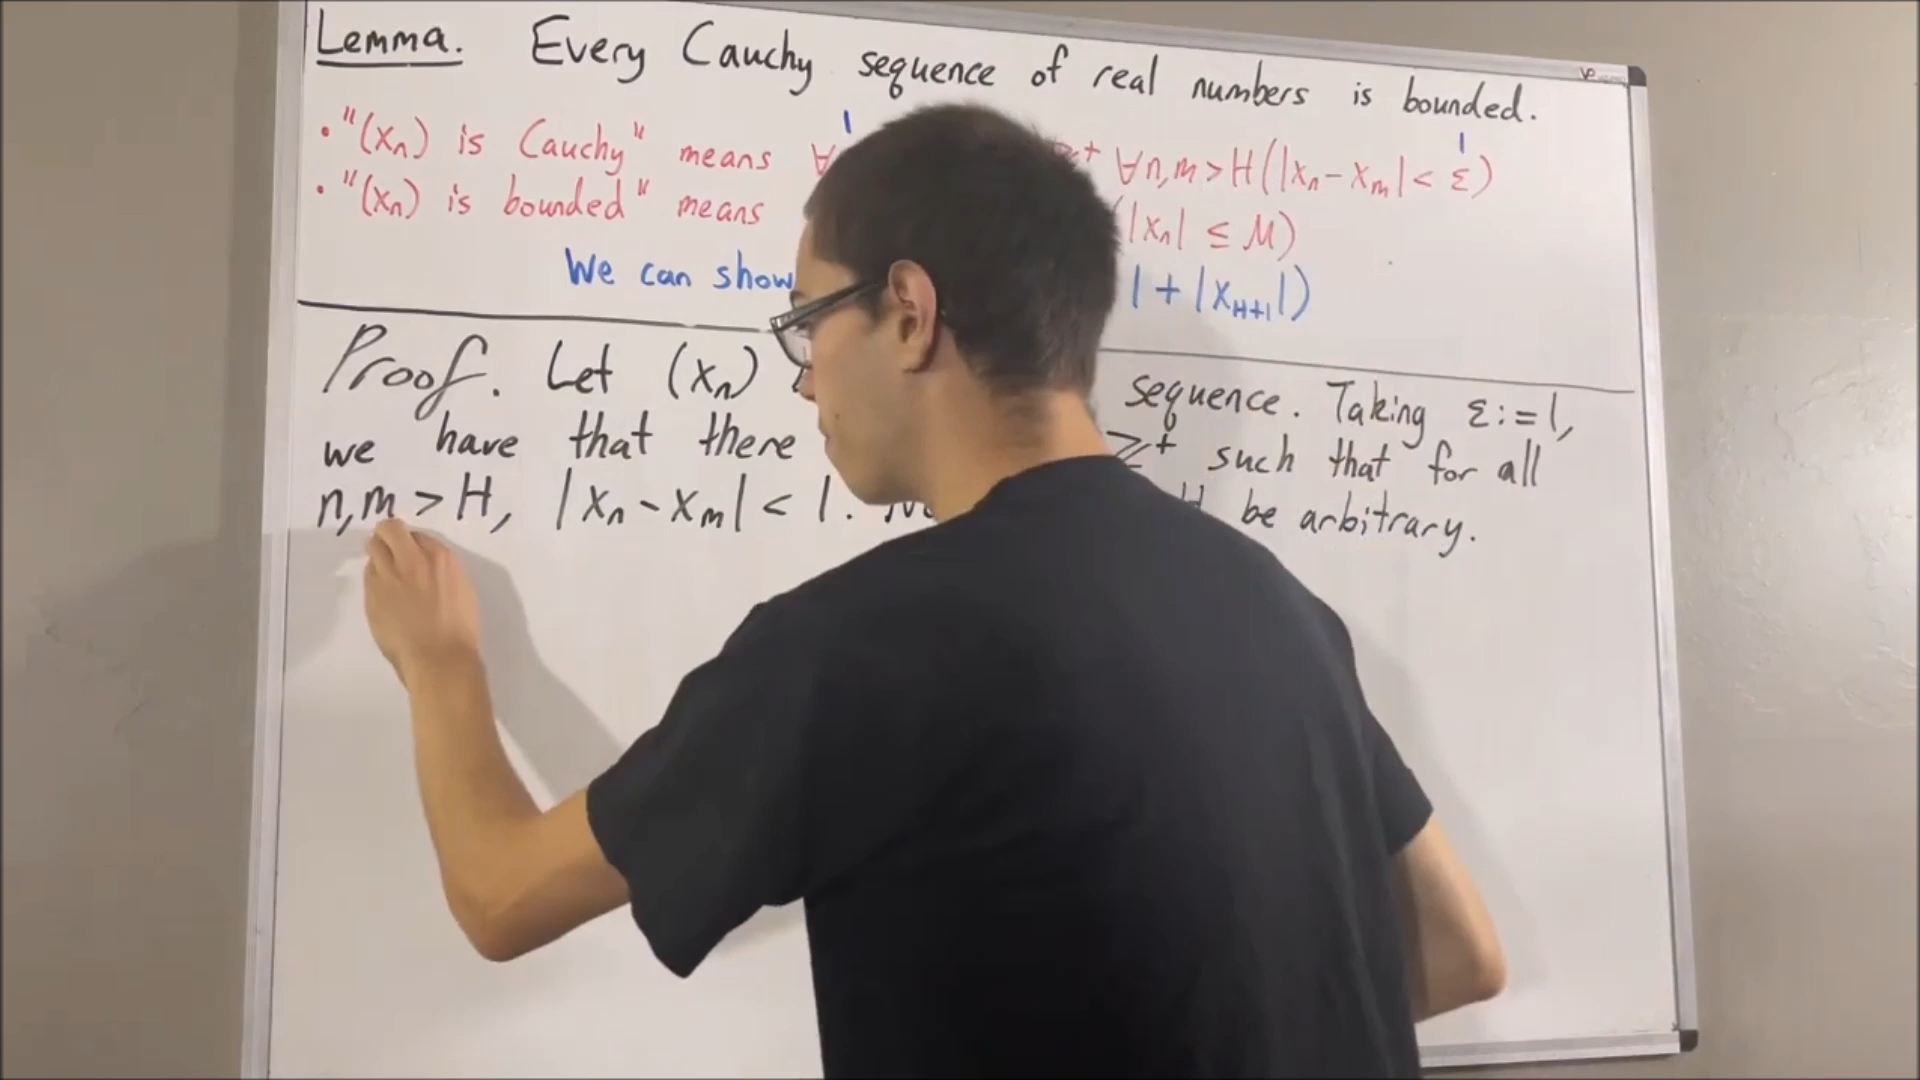 Lemma. Every Cauchy sequence of real numbers is bounded.
• "(xₙ) is Cauchy" means ∀ ℤ⁺ ∀n,m>H(|xₙ-xₘ|< ε)
1 1
• "(xₙ) is bounded" means (|xₙ| ≤ M)
We can show 1 + |x_{H+1}|)
Proof. Let (xₙ) sequence. Taking ε:=1,
we have that there ℤ⁺ such that for all
n,m > H, |xₙ-xₘ| < 1. H be arbitrary.